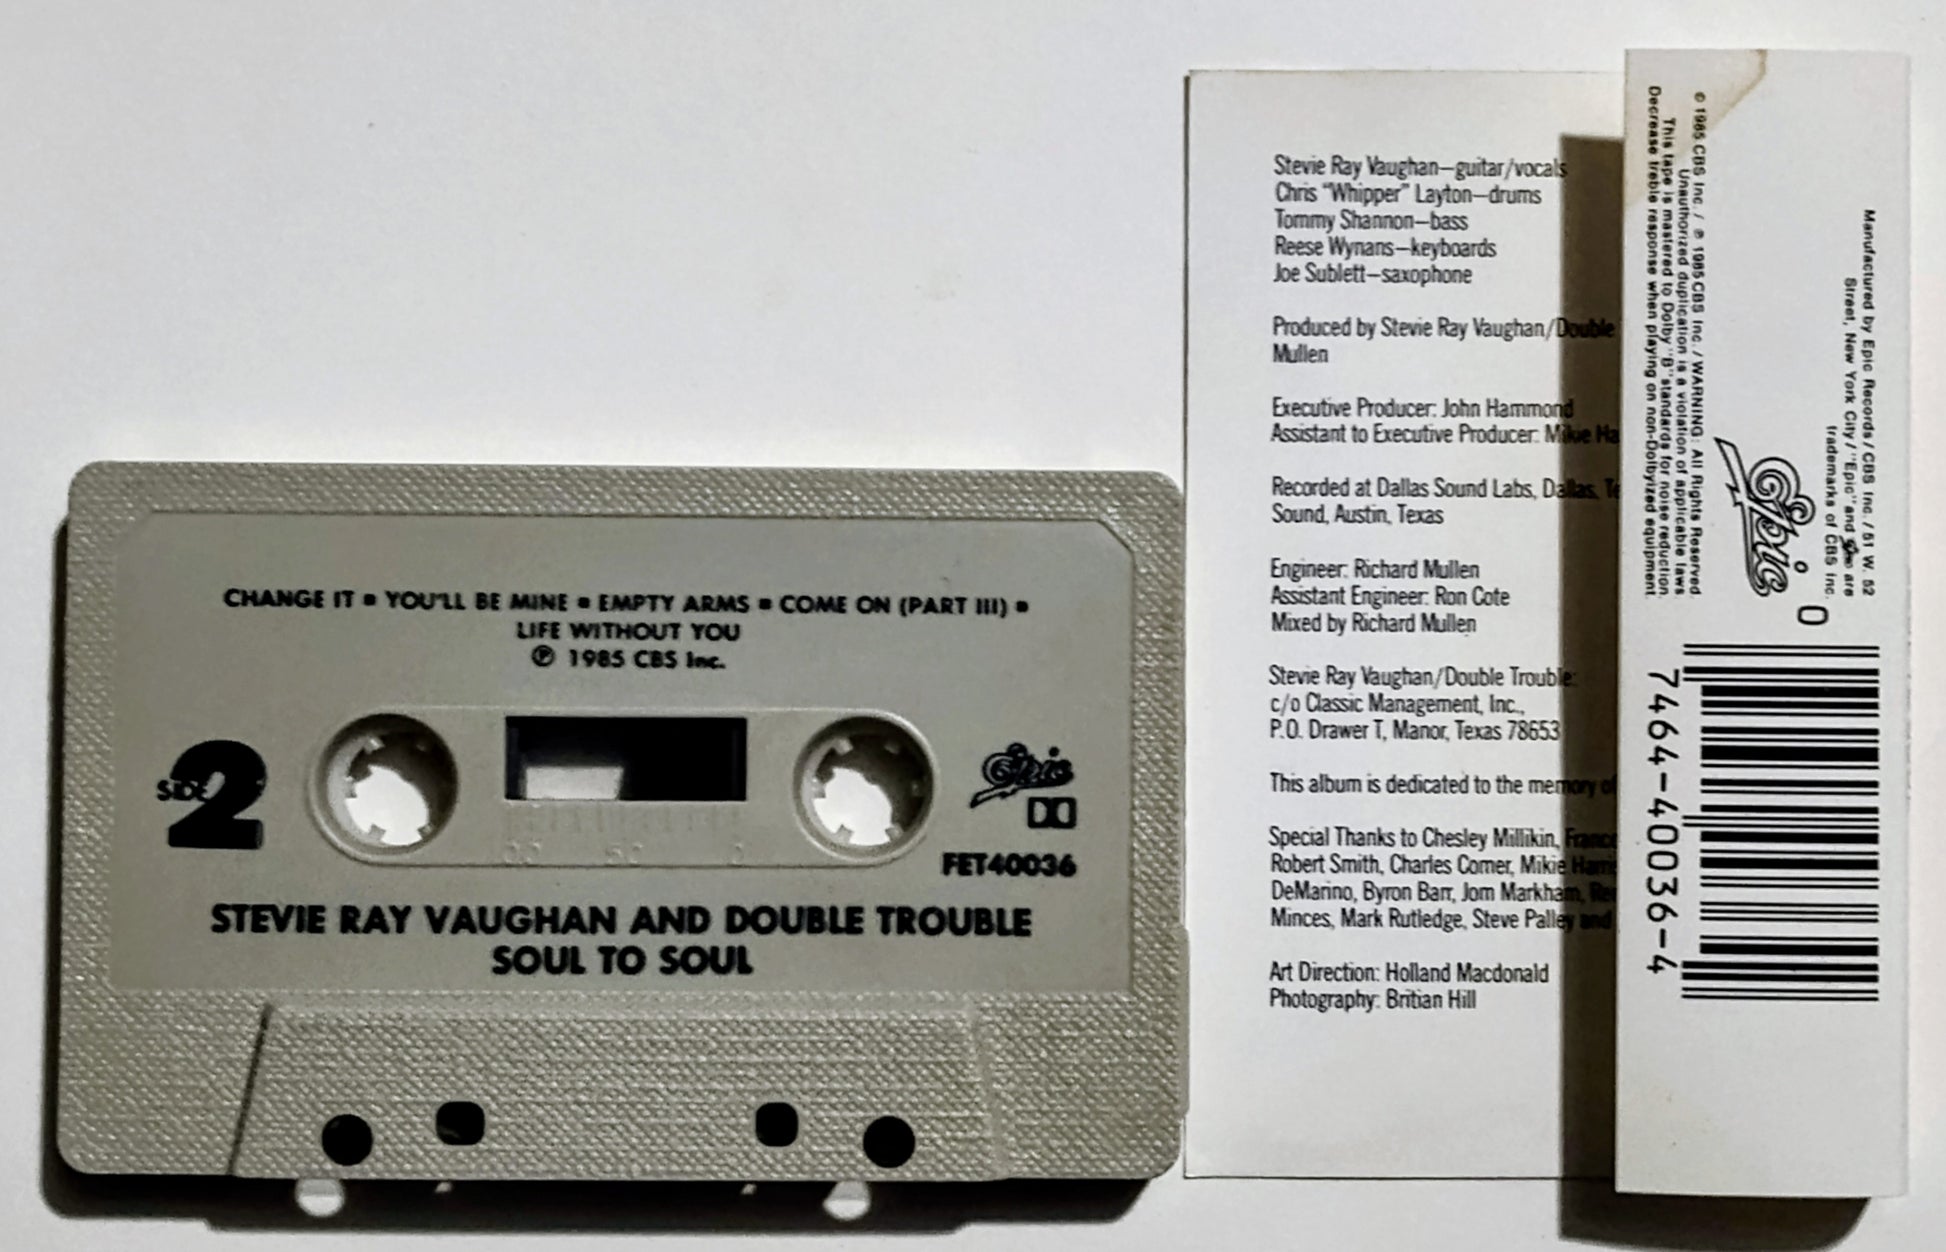 CHANGE IT ▪ YOU'LL BE MINE ▪ EMPTY ARMS ▪ COME ON (PART III) ▪
LIFE WITHOUT YOU
℗ 1985 CBS Inc.
SIDE 2
Epic
FET40036
STEVIE RAY VAUGHAN AND DOUBLE TROUBLE
SOUL TO SOUL
Stevie Ray Vaughan—guitar/vocals
Chris "Whipper" Layton—drums
Tommy Shannon—bass
Reese Wynans—keyboards
Joe Sublett—saxophone
Produced by Stevie Ray Vaughan/Double
Mullen
Executive Producer: John Hammond
Assistant to Executive Producer: Mikie
Recorded at Dallas Sound Labs, Dallas,
Sound, Austin, Texas
Engineer: Richard Mullen
Assistant Engineer: Ron Cote
Mixed by Richard Mullen
Stevie Ray Vaughan/Double Trouble:
c/o Classic Management, Inc.,
P.O. Drawer T, Manor, Texas 78653
This album is dedicated to the memory of
Special Thanks to Chesley Millikin,
Robert Smith, Charles Comer, Mikie
DeMarino, Byron Barr, Jom Markham,
Minces, Mark Rutledge, Steve Palley and
Art Direction: Holland Macdonald
Photography: Britian Hill
Manufactured by Epic Records / CBS Inc. / 51 W. 52
Street, New York City / "Epic" and are
trademarks of CBS Inc.
Epic
© 1985 CBS Inc. / ℗ 1985 CBS Inc. / WARNING: All Rights Reserved.
Unauthorized duplication is a violation of applicable laws.
This tape is mastered to Dolby "B" standards for noise reduction.
Decrease treble response when playing on non-Dolbyized equipment.
0
7464-40036-4